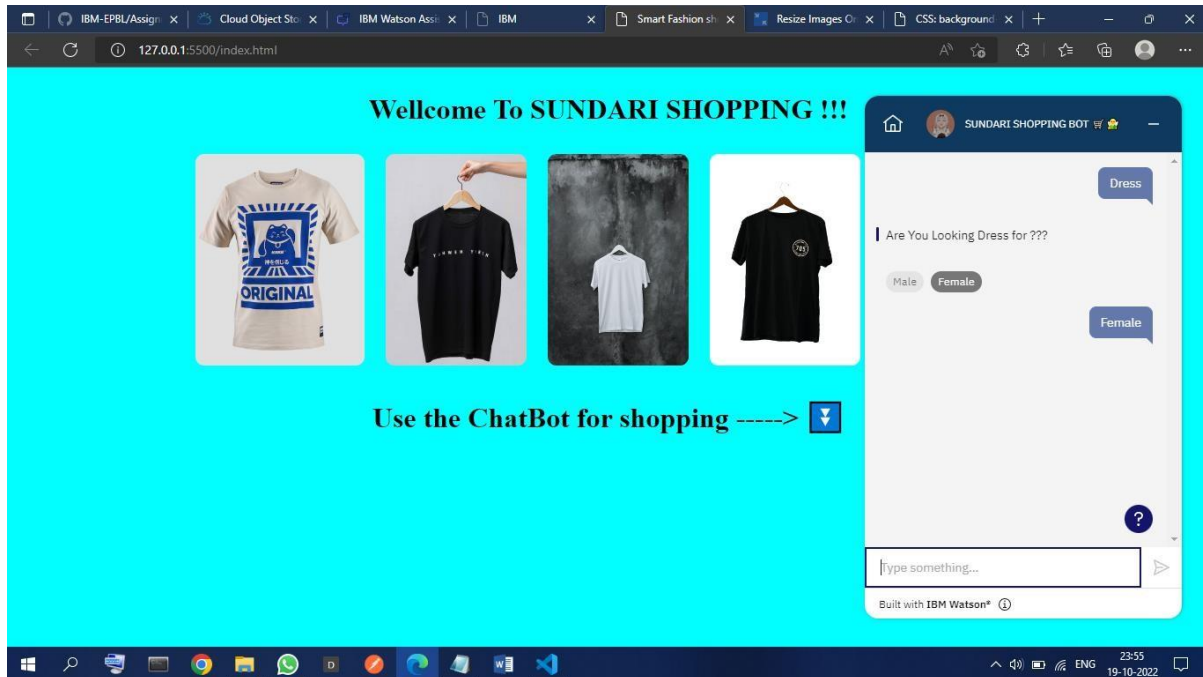 IBM-EPBL/Assign
Cloud Object Sto
IBM Watson Assis
IBM
Smart Fashion sh
Resize Images On
CSS: background
127.0.0.1:5500/index.html
Wellcome To SUNDARI SHOPPING !!!
ORIGINAL
Use the ChatBot for shopping ----->
SUNDARI SHOPPING BOT
Dress
Are You Looking Dress for ???
Male
Female
Female
?
Type something...
Built with IBM Watson®
ENG
23:55
19-10-2022